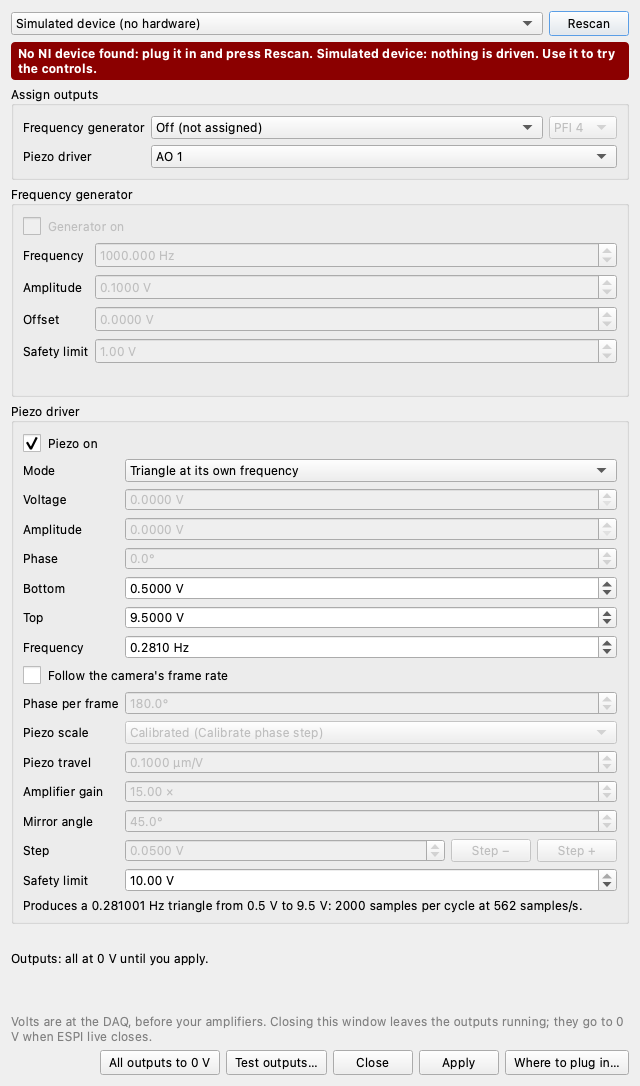 Simulated device (no hardware)
Rescan
No NI device found: plug it in and press Rescan. Simulated device: nothing is driven. Use it to try
the controls.
Assign outputs
Frequency generator Off (not assigned) PFI 4
Piezo driver AO 1
Frequency generator
Generator on
Frequency 1000.000 Hz
Amplitude 0.1000 V
Offset 0.0000 V
Safety limit 1.00 V
Piezo driver
Piezo on
Mode Triangle at its own frequency
Voltage 0.0000 V
Amplitude 0.0000 V
Phase 0.0°
Bottom 0.5000 V
Top 9.5000 V
Frequency 0.2810 Hz
Follow the camera's frame rate
Phase per frame 180.0°
Piezo scale Calibrated (Calibrate phase step)
Piezo travel 0.1000 µm/V
Amplifier gain 15.00 ×
Mirror angle 45.0°
Step 0.0500 V Step − Step +
Safety limit 10.00 V
Produces a 0.281001 Hz triangle from 0.5 V to 9.5 V: 2000 samples per cycle at 562 samples/s.
Outputs: all at 0 V until you apply.
Volts are at the DAQ, before your amplifiers. Closing this window leaves the outputs running; they go to 0
V when ESPI live closes.
All outputs to 0 V Test outputs... Close Apply Where to plug in...